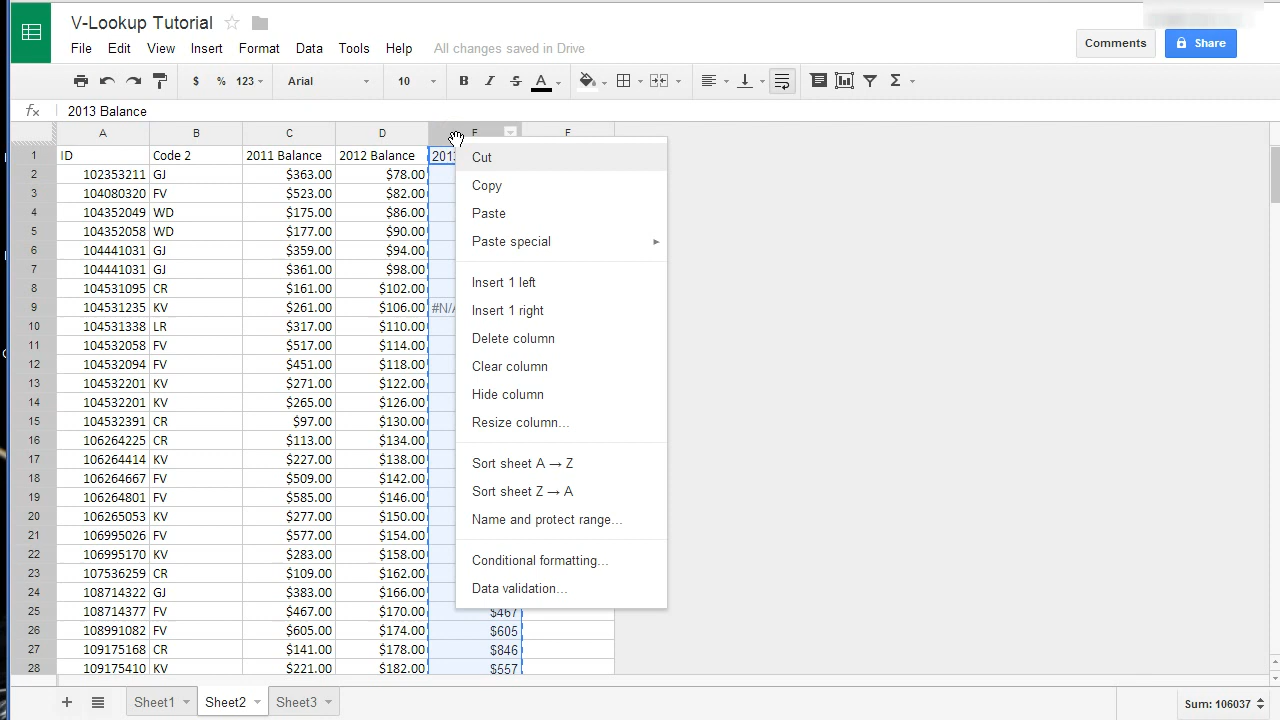 V-Lookup Tutorial
File Edit View Insert Format Data Tools Help All changes saved in Drive
Comments Share
$ % 123 Arial 10 B I S A Σ
fx 2013 Balance
A B C D E F
1 ID Code 2 2011 Balance 2012 Balance 2013
2 102353211 GJ $363.00 $78.00
3 104080320 FV $523.00 $82.00
4 104352049 WD $175.00 $86.00
5 104352058 WD $177.00 $90.00
6 104441031 GJ $359.00 $94.00
7 104441031 GJ $361.00 $98.00
8 104531095 CR $161.00 $102.00
9 104531235 KV $261.00 $106.00 #N/A
10 104531338 LR $317.00 $110.00
11 104532058 FV $517.00 $114.00
12 104532094 FV $451.00 $118.00
13 104532201 KV $271.00 $122.00
14 104532201 KV $265.00 $126.00
15 104532391 CR $97.00 $130.00
16 106264225 CR $113.00 $134.00
17 106264414 KV $227.00 $138.00
18 106264667 FV $509.00 $142.00
19 106264801 FV $585.00 $146.00
20 106265053 KV $277.00 $150.00
21 106995026 FV $577.00 $154.00
22 106995170 KV $283.00 $158.00
23 107536259 CR $109.00 $162.00
24 108714322 GJ $383.00 $166.00
25 108714377 FV $467.00 $170.00 $467
26 108991082 FV $605.00 $174.00 $605
27 109175168 CR $141.00 $178.00 $846
28 109175410 KV $221.00 $182.00 $557
Cut
Copy
Paste
Paste special
Insert 1 left
Insert 1 right
Delete column
Clear column
Hide column
Resize column...
Sort sheet A → Z
Sort sheet Z → A
Name and protect range...
Conditional formatting...
Data validation...
Sheet1 Sheet2 Sheet3 Sum: 106037